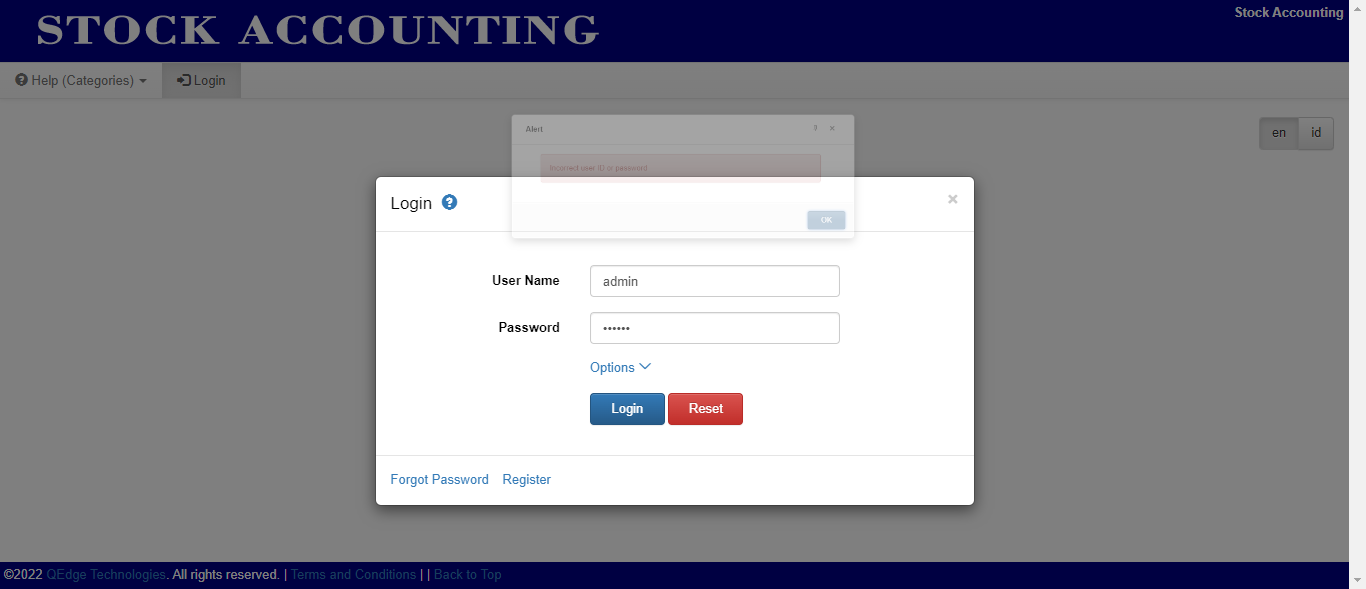 STOCK ACCOUNTING
Stock Accounting
Help (Categories) Login
en id
Alert
Incorrect user ID or password
OK
Login
User Name admin
Password ••••••
Options
Login Reset
Forgot Password Register
©2022 QEdge Technologies. All rights reserved. | Terms and Conditions | | Back to Top